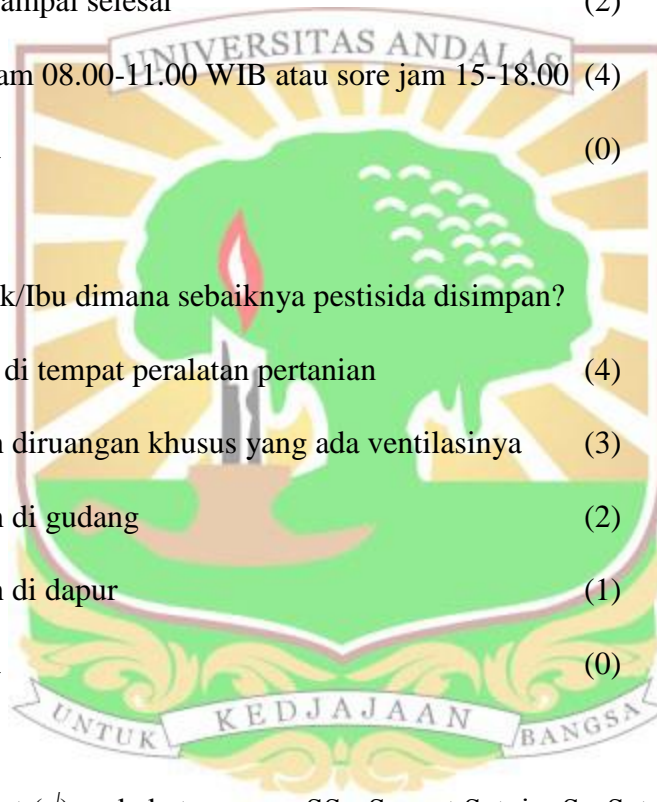 ampai selesai (2)
UNIVERSITAS ANDALAS
am 08.00-11.00 WIB atau sore jam 15-18.00 (4)
(0)
k/Ibu dimana sebaiknya pestisida disimpan?
di tempat peralatan pertanian (4)
n diruangan khusus yang ada ventilasinya (3)
n di gudang (2)
n di dapur (1)
(0)
UNTUK KEDJAJAAN BANGSA